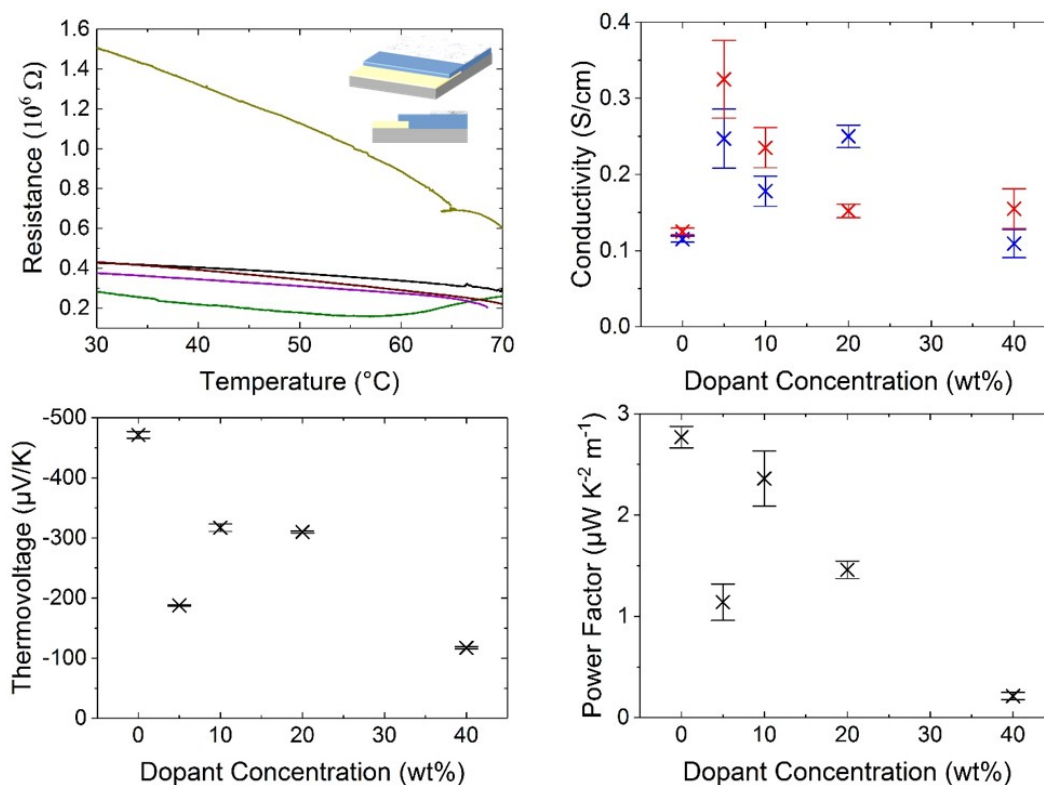 Resistance (10⁶ Ω)
1.6
1.4
1.2
1.0
0.8
0.6
0.4
0.2
30 40 50 60 70
Temperature (°C)
Conductivity (S/cm)
0.4
0.3
0.2
0.1
0.0
0 10 20 30 40
Dopant Concentration (wt%)
Thermovoltage (µV/K)
-500
-400
-300
-200
-100
0
0 10 20 30 40
Dopant Concentration (wt%)
Power Factor (µW K⁻² m⁻¹)
3
2
1
0
0 10 20 30 40
Dopant Concentration (wt%)